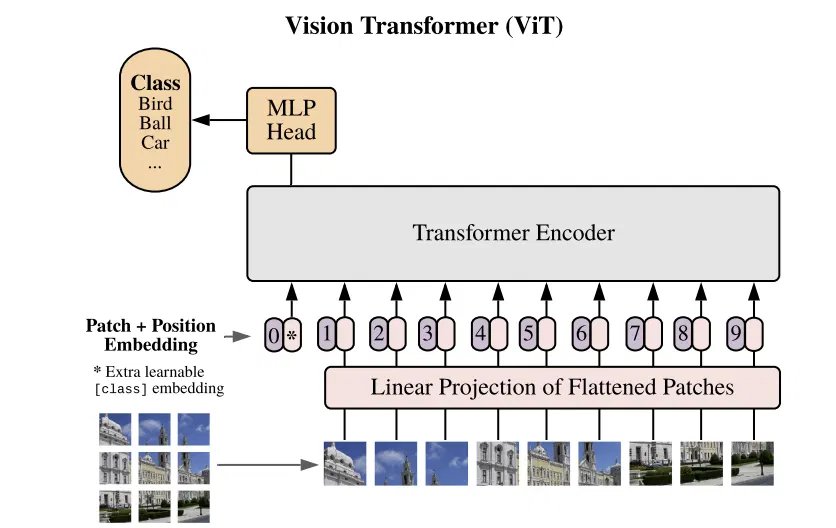 Vision Transformer (ViT)
Class
Bird
Ball
Car
...
MLP
Head
Transformer Encoder
Patch + Position
Embedding
0 * 1 2 3 4 5 6 7 8 9
* Extra learnable
[class] embedding
Linear Projection of Flattened Patches